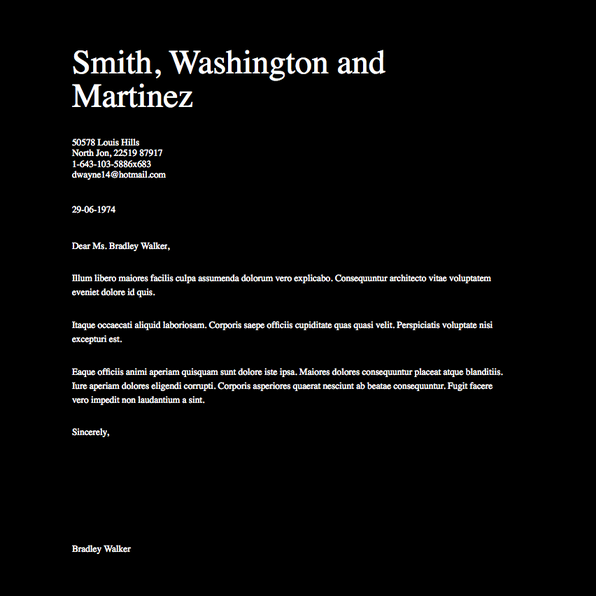 Smith, Washington and
Martinez
50578 Louis Hills
North Jon, 22519 87917
1-643-103-5886x683
dwayne14@hotmail.com
29-06-1974
Dear Ms. Bradley Walker,
Illum libero maiores facilis culpa assumenda dolorum vero explicabo. Consequuntur architecto vitae voluptatem
eveniet dolore id quis.
Itaque occaecati aliquid laboriosam. Corporis saepe officiis cupiditate quas quasi velit. Perspiciatis voluptate nisi
excepturi est.
Eaque officiis animi aperiam quisquam sunt dolore iste ipsa. Maiores dolores consequuntur placeat atque blanditiis.
Iure aperiam dolores eligendi corrupti. Corporis asperiores quaerat nesciunt ab beatae consequuntur. Fugit facere
vero impedit non laudantium a sint.
Sincerely,
Bradley Walker